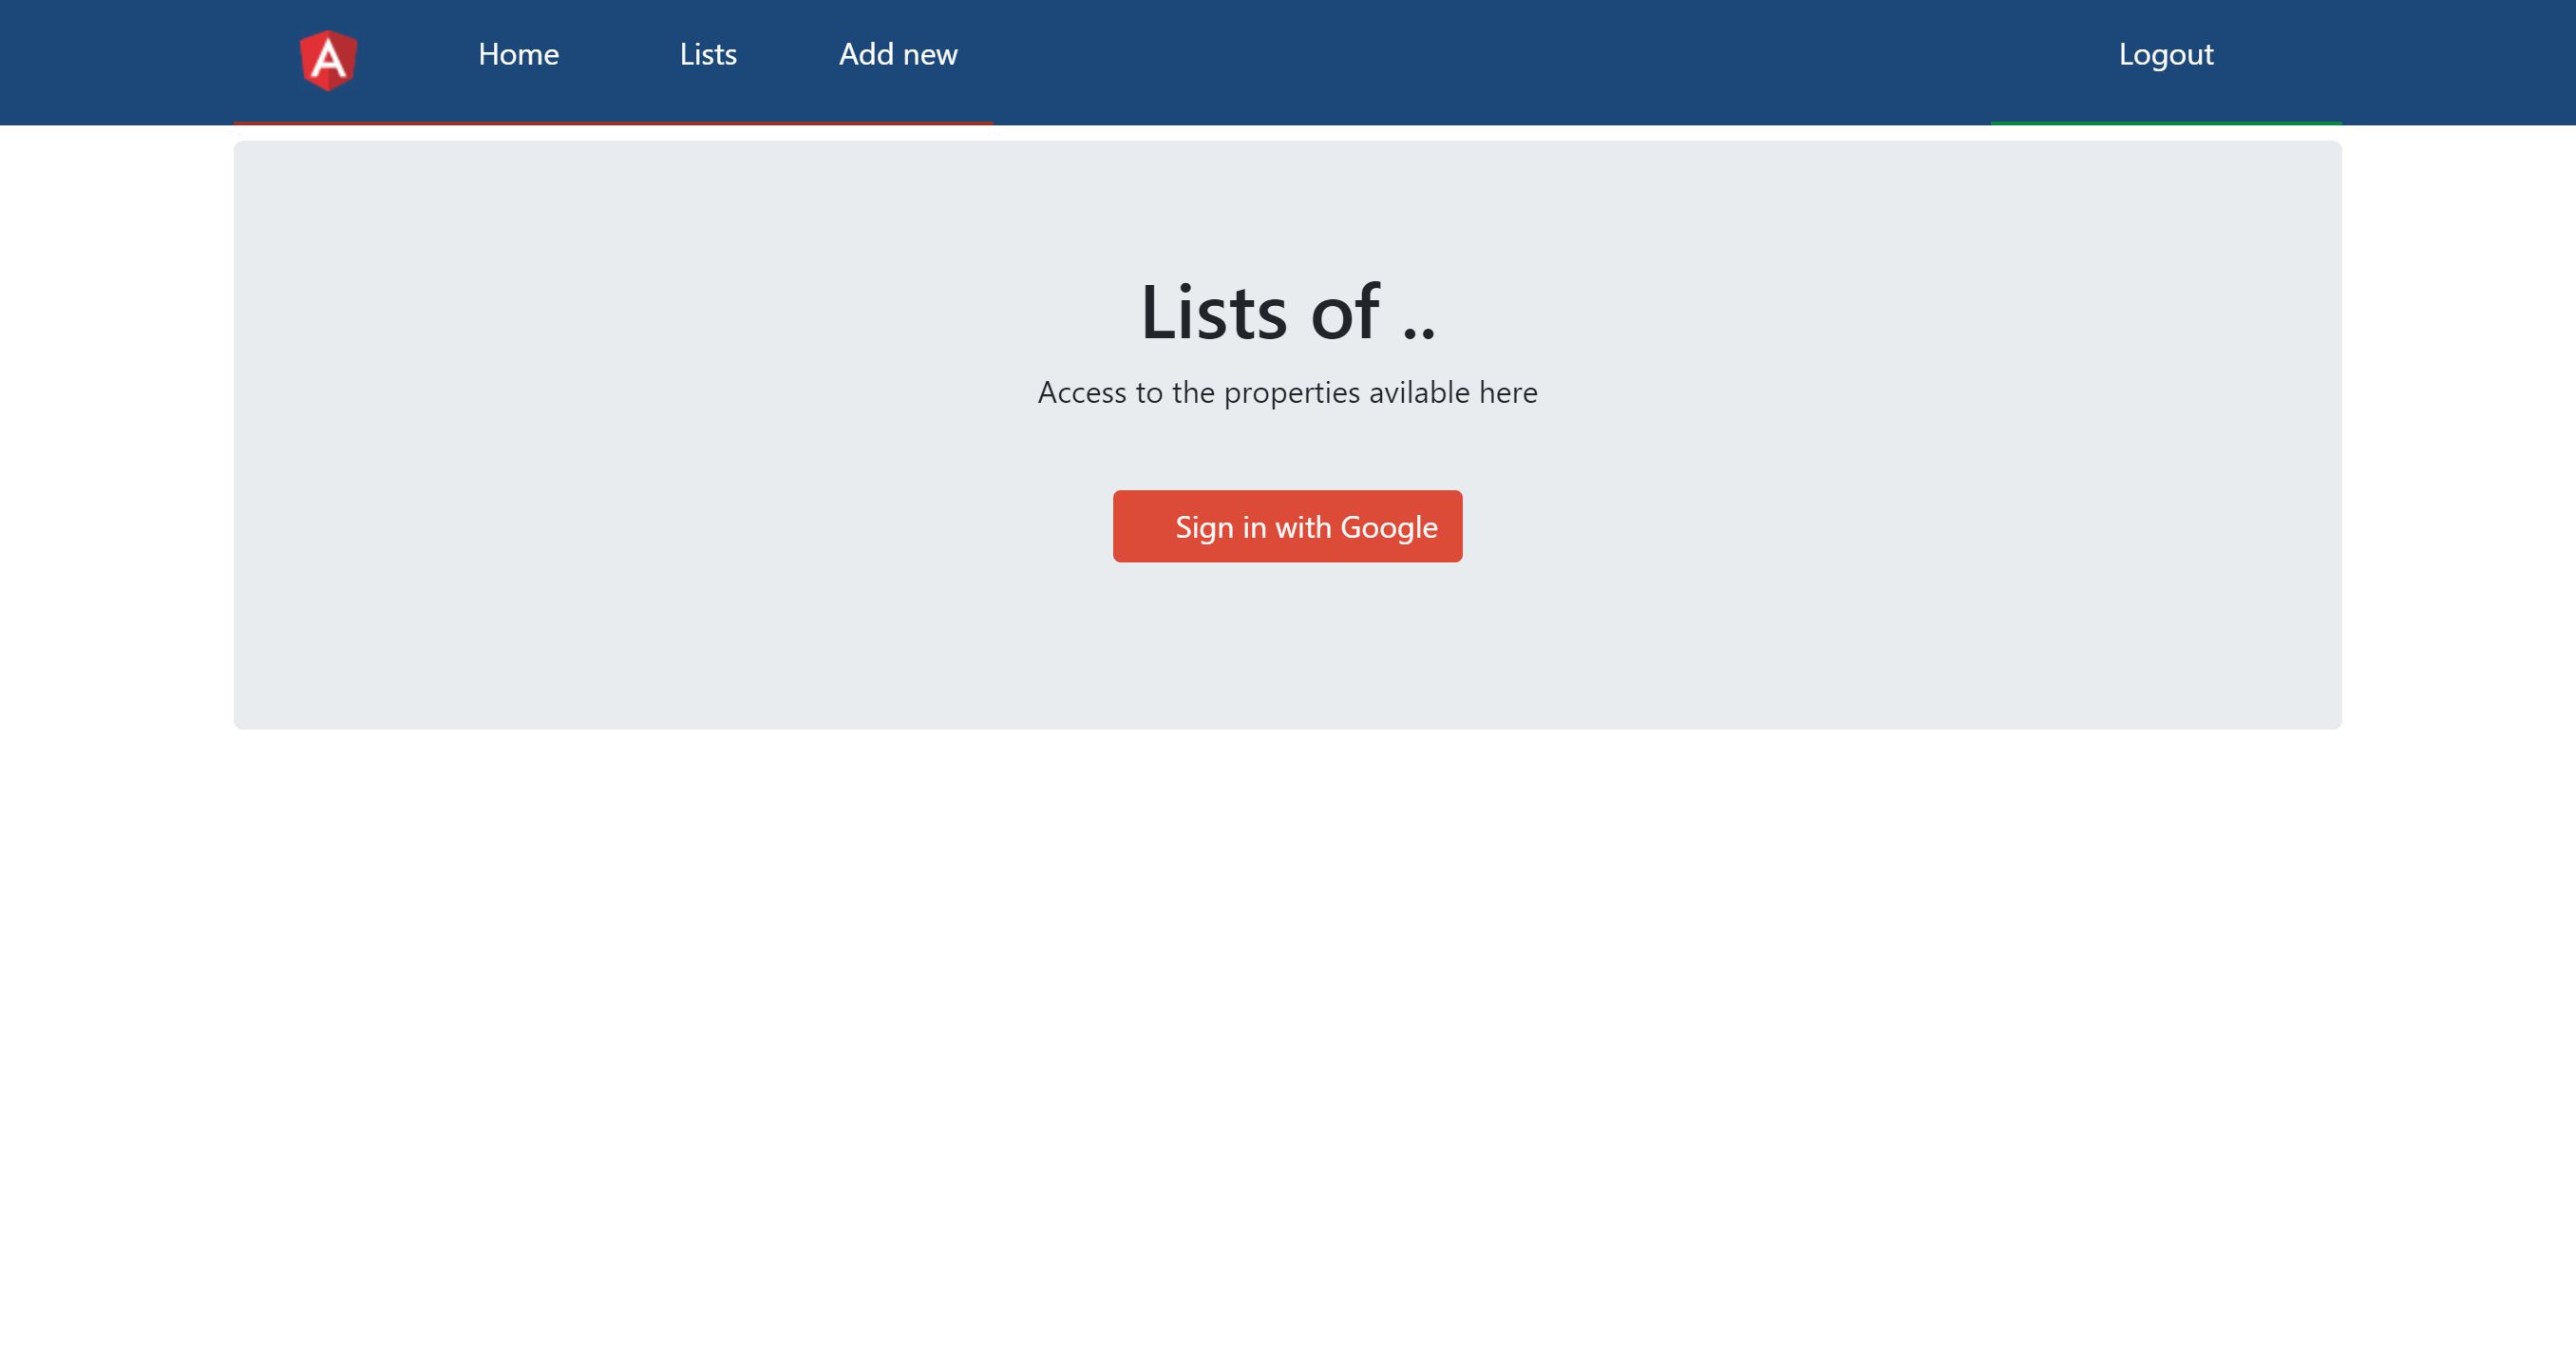 Home Lists Add new Logout
Lists of ..
Access to the properties avilable here
Sign in with Google